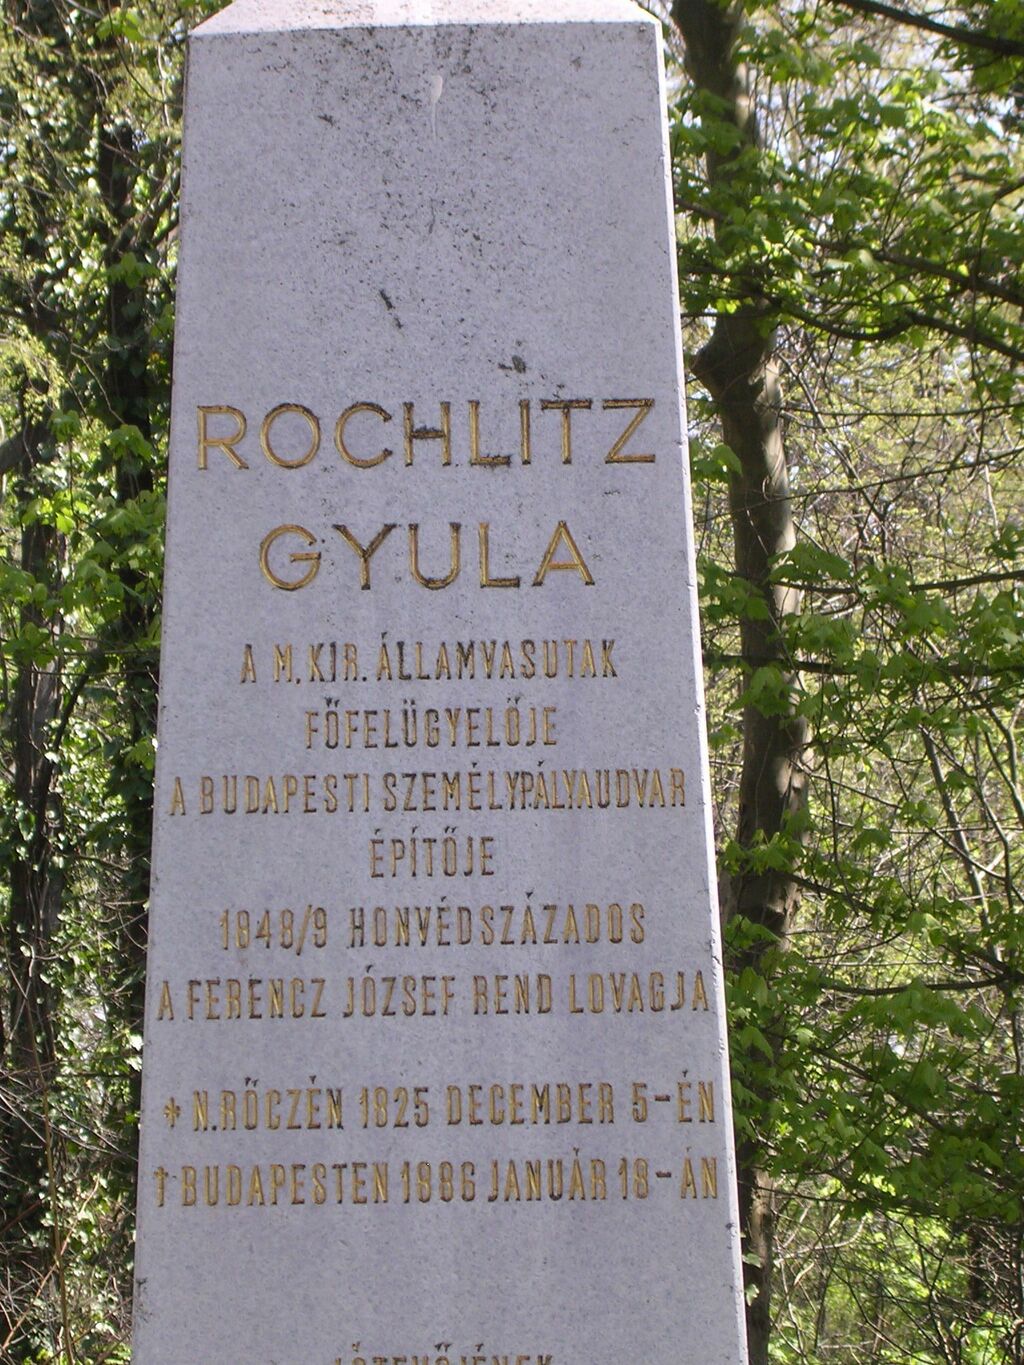 ROCHLITZ
GYULA
A M. KIR. ÁLLAMVASUTAK
FŐFELÜGYELŐJE
A BUDAPESTI SZEMÉLYPÁLYAUDVAR
ÉPÍTŐJE
1848/9 HONVÉDSZÁZADOS
A FERENCZ JÓZSEF REND LOVAGJA
* N.RŐCZÉN 1825 DECEMBER 5-ÉN
† BUDAPESTEN 1886 JANUÁR 18-ÁN